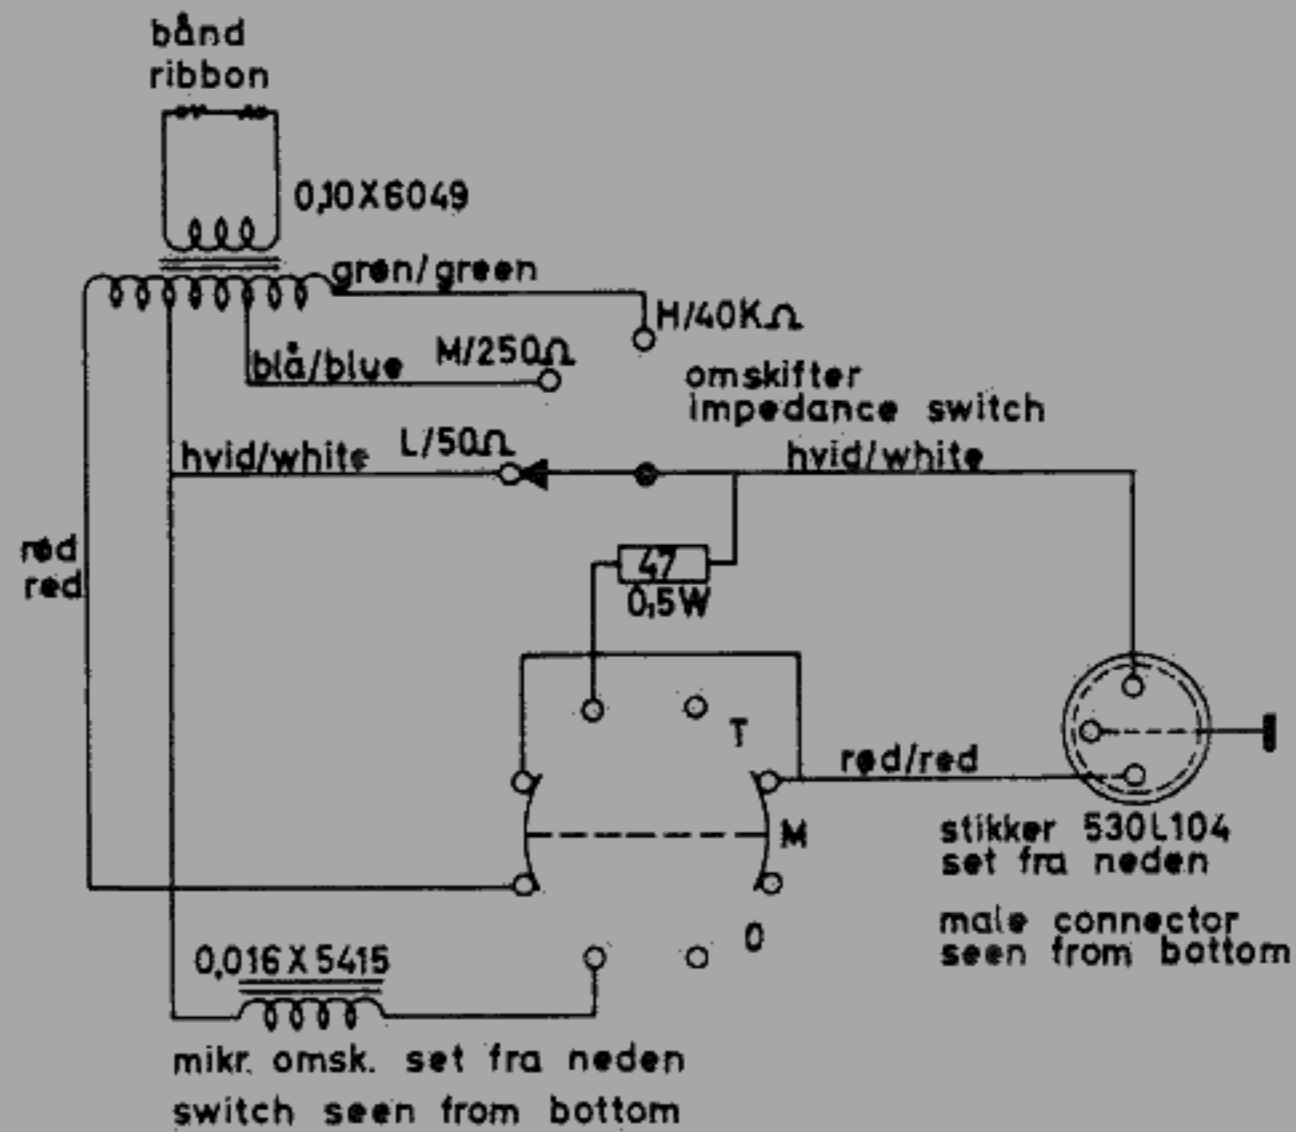 bånd
ribbon
0,10X6049
grøn/green
H/40KΩ
blå/blue
M/250Ω
omskifter
impedance switch
hvid/white
L/50Ω
hvid/white
rød
red
47
0,5W
T
rød/red
M
stikker 530L104
set fra neden
male connector
seen from bottom
0
0,016X5415
mikr. omsk. set fra neden
switch seen from bottom